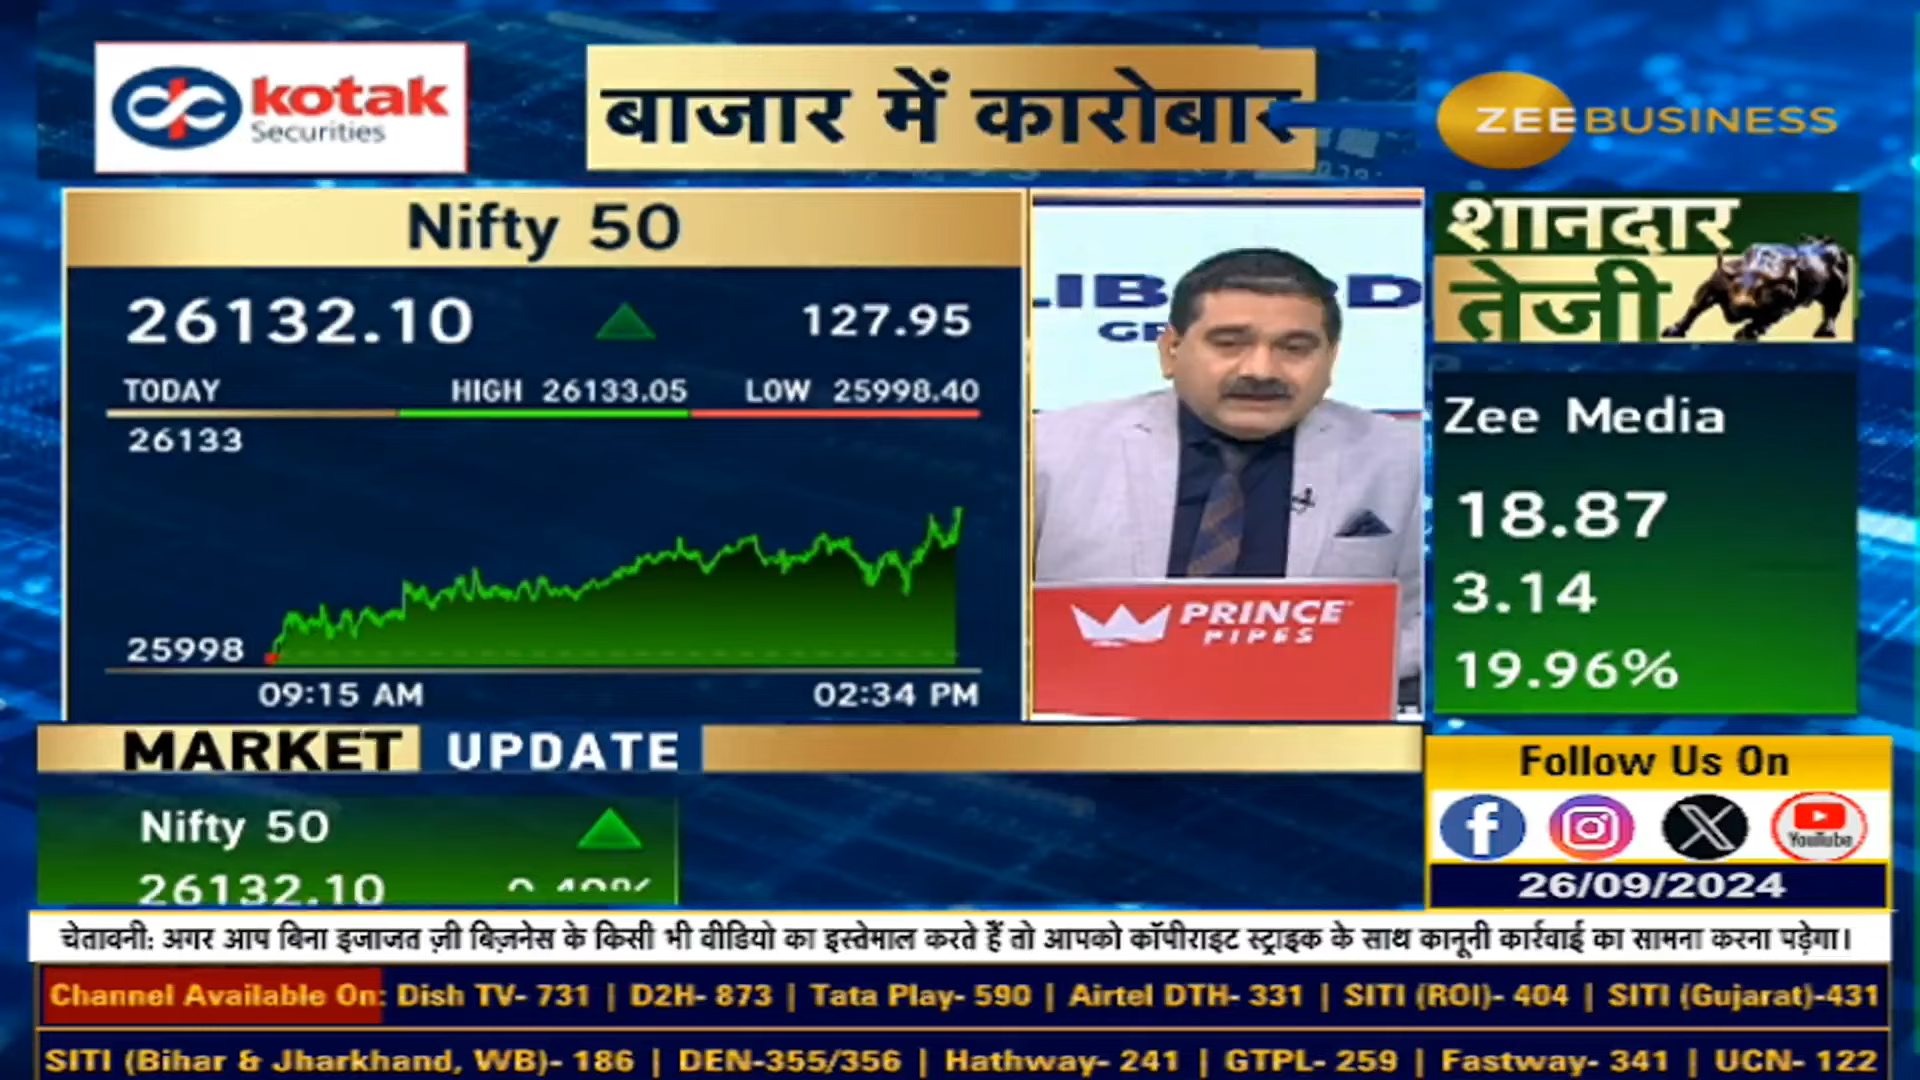 kotak
Securities
बाजार में कारोबार
ZEEBUSINESS
Nifty 50
26132.10 127.95
TODAY HIGH 26133.05 LOW 25998.40
26133
25998
09:15 AM 02:34 PM
PRINCE
PIPES
शानदार
तेजी
Zee Media
18.87
3.14
19.96%
MARKET UPDATE
Nifty 50
26132.10
Follow Us On
YouTube
26/09/2024
चेतावनी: अगर आप बिना इजाजत ज़ी बिज़नेस के किसी भी वीडियो का इस्तेमाल करते हैं तो आपको कॉपीराइट स्ट्राइक के साथ कानूनी कार्रवाई का सामना करना पड़ेगा।
Channel Available On: Dish TV- 731 | D2H- 873 | Tata Play- 590 | Airtel DTH- 331 | SITI (ROI)- 404 | SITI (Gujarat)-431
SITI (Bihar & Jharkhand, WB)- 186 | DEN-355/356 | Hathway- 241 | GTPL- 259 | Fastway- 341 | UCN- 122